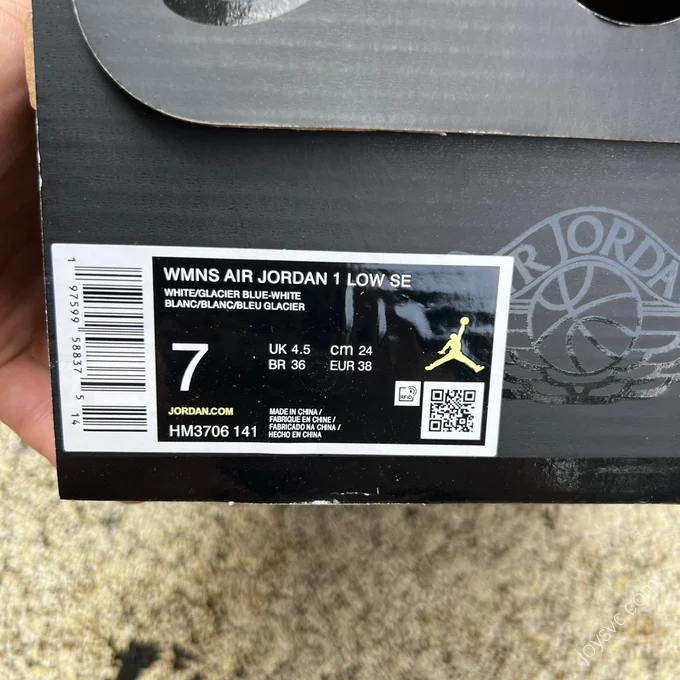 AIR JORDAN
WMNS AIR JORDAN 1 LOW SE
WHITE/GLACIER BLUE-WHITE
BLANC/BLANC/BLEU GLACIER
7
UK 4.5 cm 24
BR 36 EUR 38
JORDAN.COM
HM3706 141
MADE IN CHINA/
FABRIQUE EN CHINE/
FABRICADO NA CHINA/
HECHO EN CHINA
RFID
1 97599 58837 5 14
joysvc.com